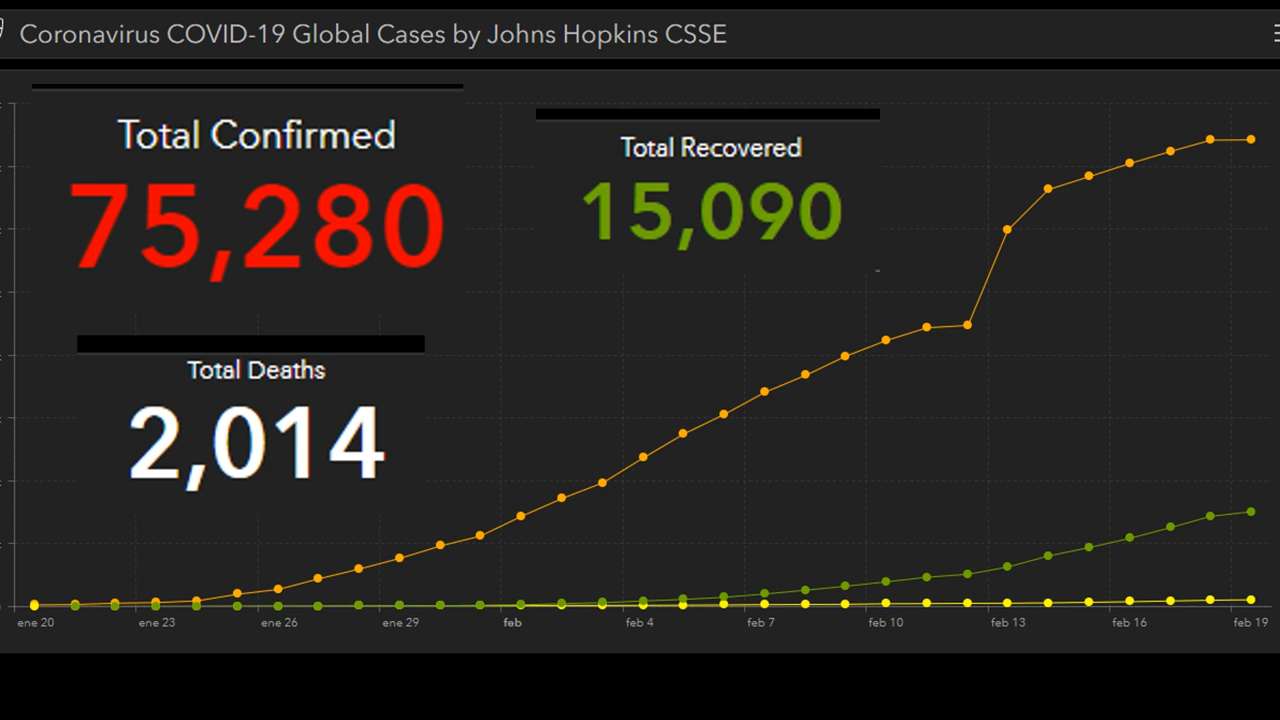 Coronavirus COVID-19 Global Cases by Johns Hopkins CSSE
Total Confirmed
75,280
Total Recovered
15,090
Total Deaths
2,014
ene 20 ene 23 ene 26 ene 29 feb feb 4 feb 7 feb 10 feb 13 feb 16 feb 19